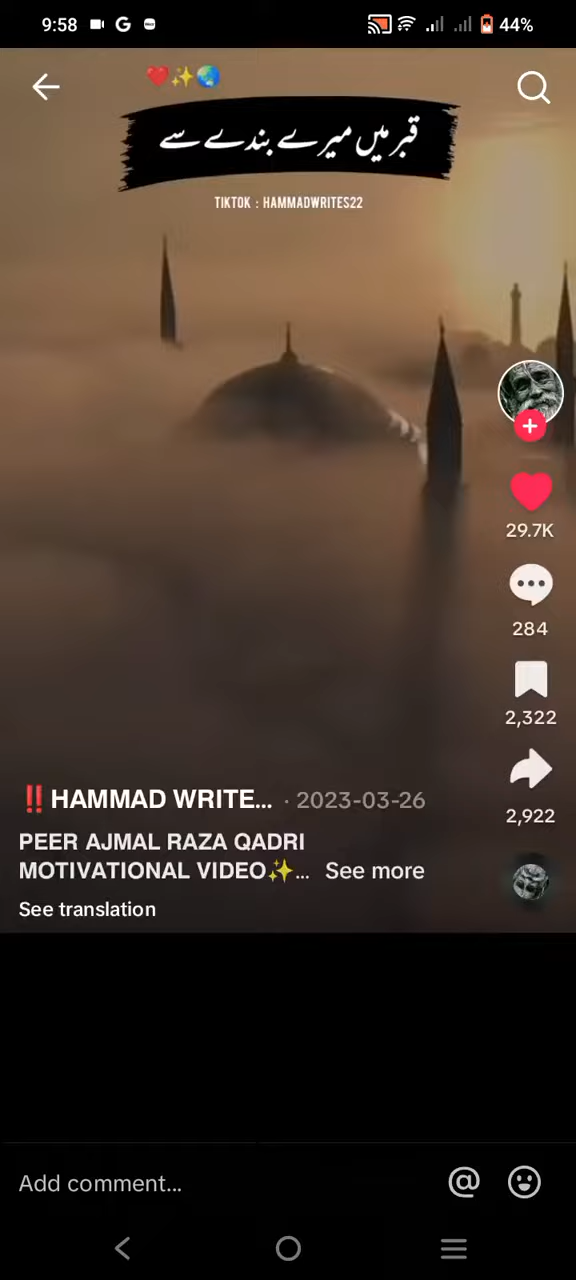 9:58
44%
❤️✨🌏
قبر میں میرے بندے سے
TIKTOK : HAMMADWRITES22
29.7K
284
2,322
2,922
‼️HAMMAD WRITE... · 2023-03-26
PEER AJMAL RAZA QADRI
MOTIVATIONAL VIDEO✨... See more
See translation
Add comment...